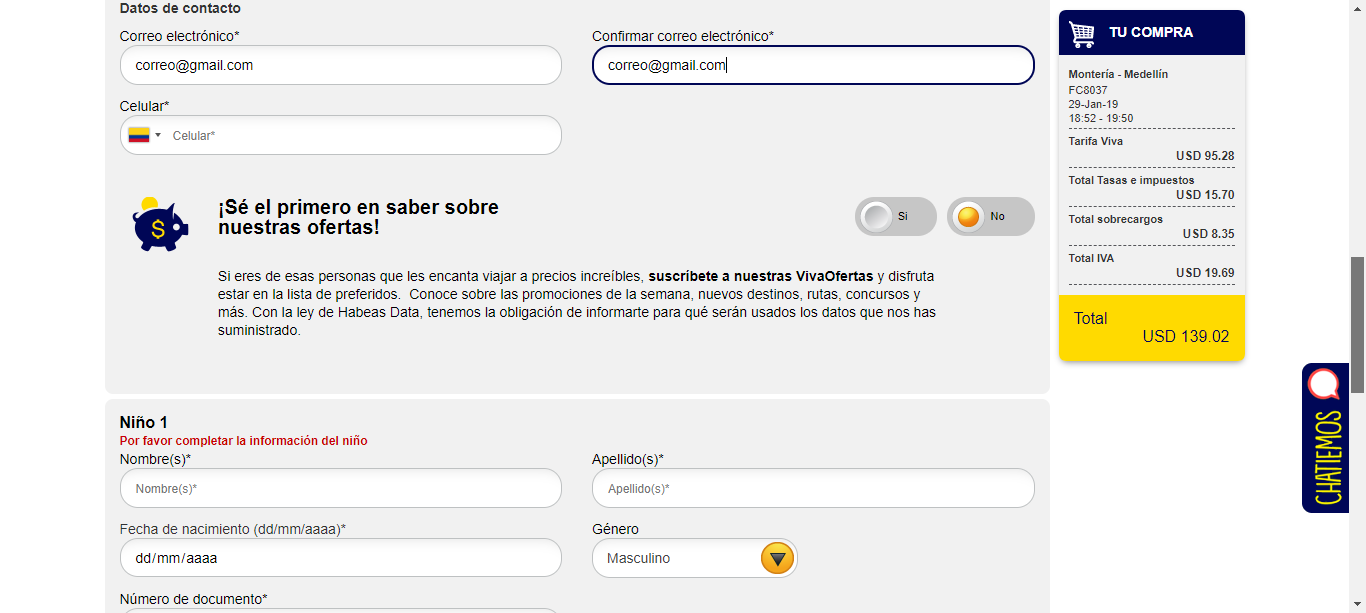 Datos de contacto
Correo electrónico*
Confirmar correo electrónico*
correo@gmail.com
correo@gmail.com
Celular*
Celular*
¡Sé el primero en saber sobre
nuestras ofertas!
Si
No
Si eres de esas personas que les encanta viajar a precios increíbles, suscríbete a nuestras VivaOfertas y disfruta
estar en la lista de preferidos.  Conoce sobre las promociones de la semana, nuevos destinos, rutas, concursos y
más. Con la ley de Habeas Data, tenemos la obligación de informarte para qué serán usados los datos que nos has
suministrado.
Niño 1
Por favor completar la información del niño
Nombre(s)*
Apellido(s)*
Nombre(s)*
Apellido(s)*
Fecha de nacimiento (dd/mm/aaaa)*
Género
dd/mm/aaaa
Masculino
Número de documento*
TU COMPRA
Montería - Medellín
FC8037
29-Jan-19
18:52 - 19:50
Tarifa Viva
USD 95.28
Total Tasas e impuestos
USD 15.70
Total sobrecargos
USD 8.35
Total IVA
USD 19.69
Total
USD 139.02
CHATIEMOS
$